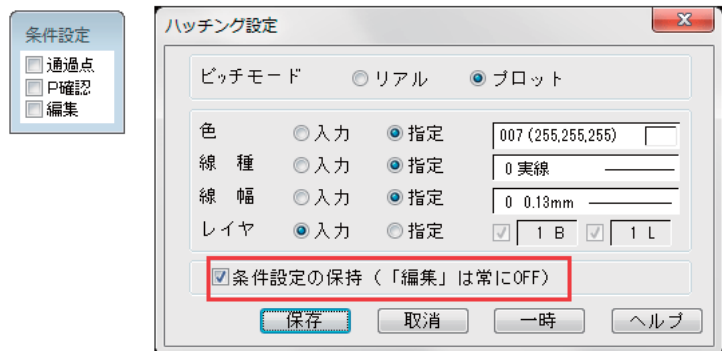 条件設定
通過点
P確認
編集
ハッチング設定
ピッチモード リアル プロット
色 入力 指定 007 (255,255,255)
線 種 入力 指定 0 実線
線 幅 入力 指定 0 0.13mm
レイヤ 入力 指定 1 B 1 L
条件設定の保持（「編集」は常にOFF）
保存 取消 一時 ヘルプ